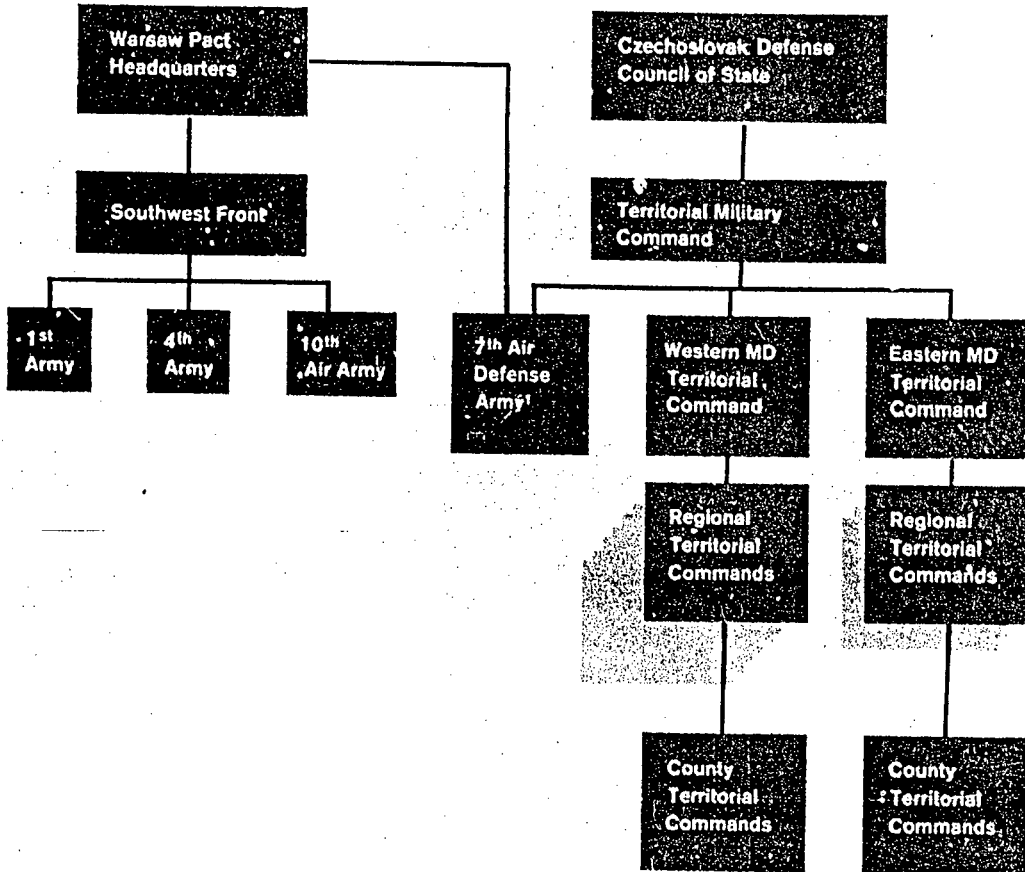 Warsaw Pact
Headquarters
Czechoslovak Defense
Council of State
Southwest Front
Territorial Military
Command
1st
Army
4th
Army
10th
Air Army
7th Air
Defense
Army1
Western MD
Territorial
Command
Eastern MD
Territorial
Command
Regional
Territorial
Commands
Regional
Territorial
Commands
County
Territorial
Commands
County
Territorial
Commands